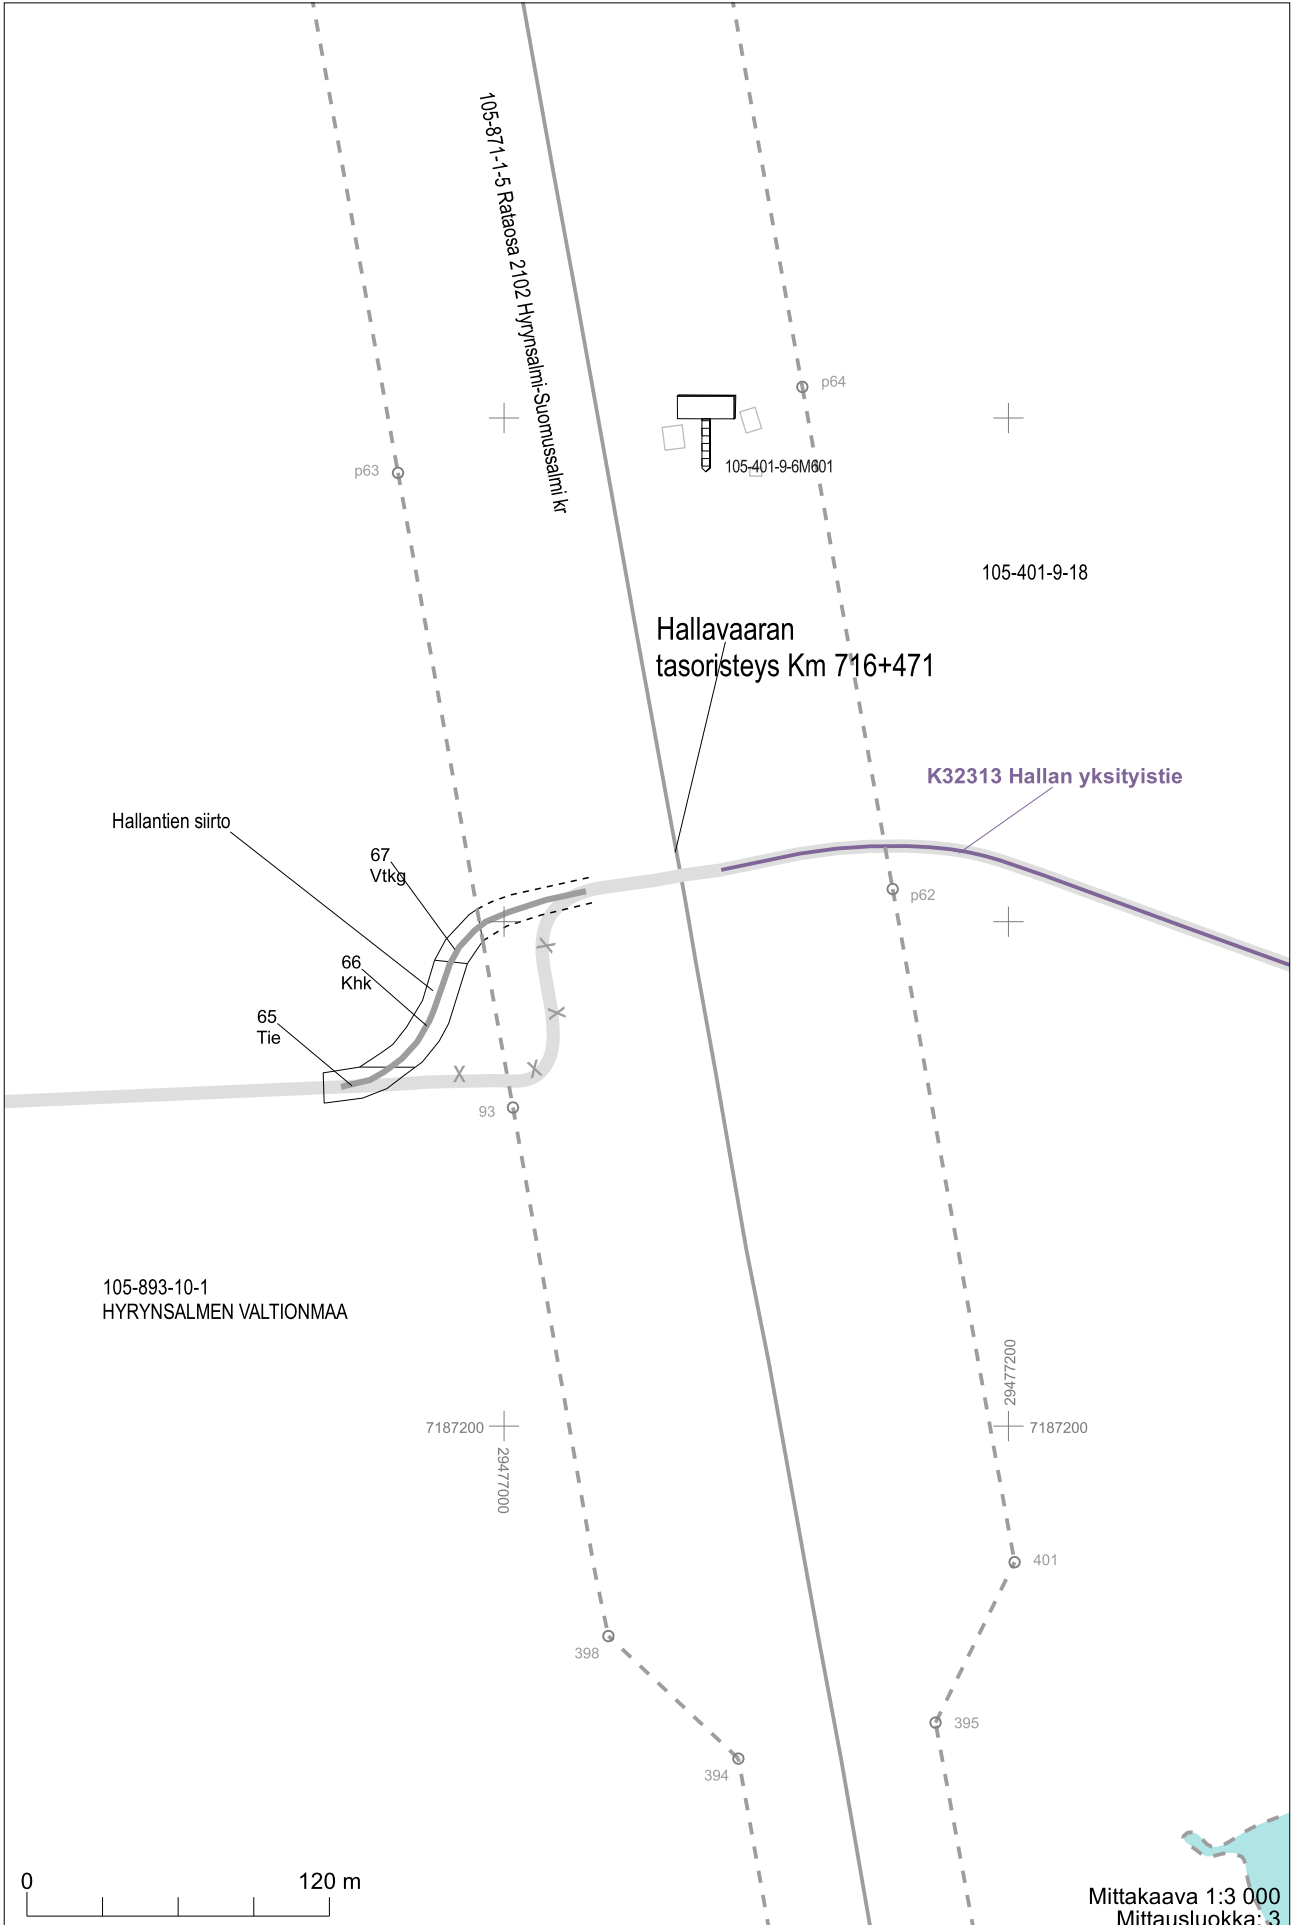 105-871-1-5 Rataosa 2102 Hyrynsalmi-Suomussalmi kr
p64
p63
105-401-9-6M601
105-401-9-18
Hallavaaran
tasoristeys Km 716+471
K32313 Hallan yksityistie
Hallantien siirto
67
Vtkg
p62
66
Khk
65
Tie
93
105-893-10-1
HYRYNSALMEN VALTIONMAA
29477200
7187200
7187200
29477000
401
398
395
394
0
120 m
Mittakaava 1:3 000
Mittausluokka: 3